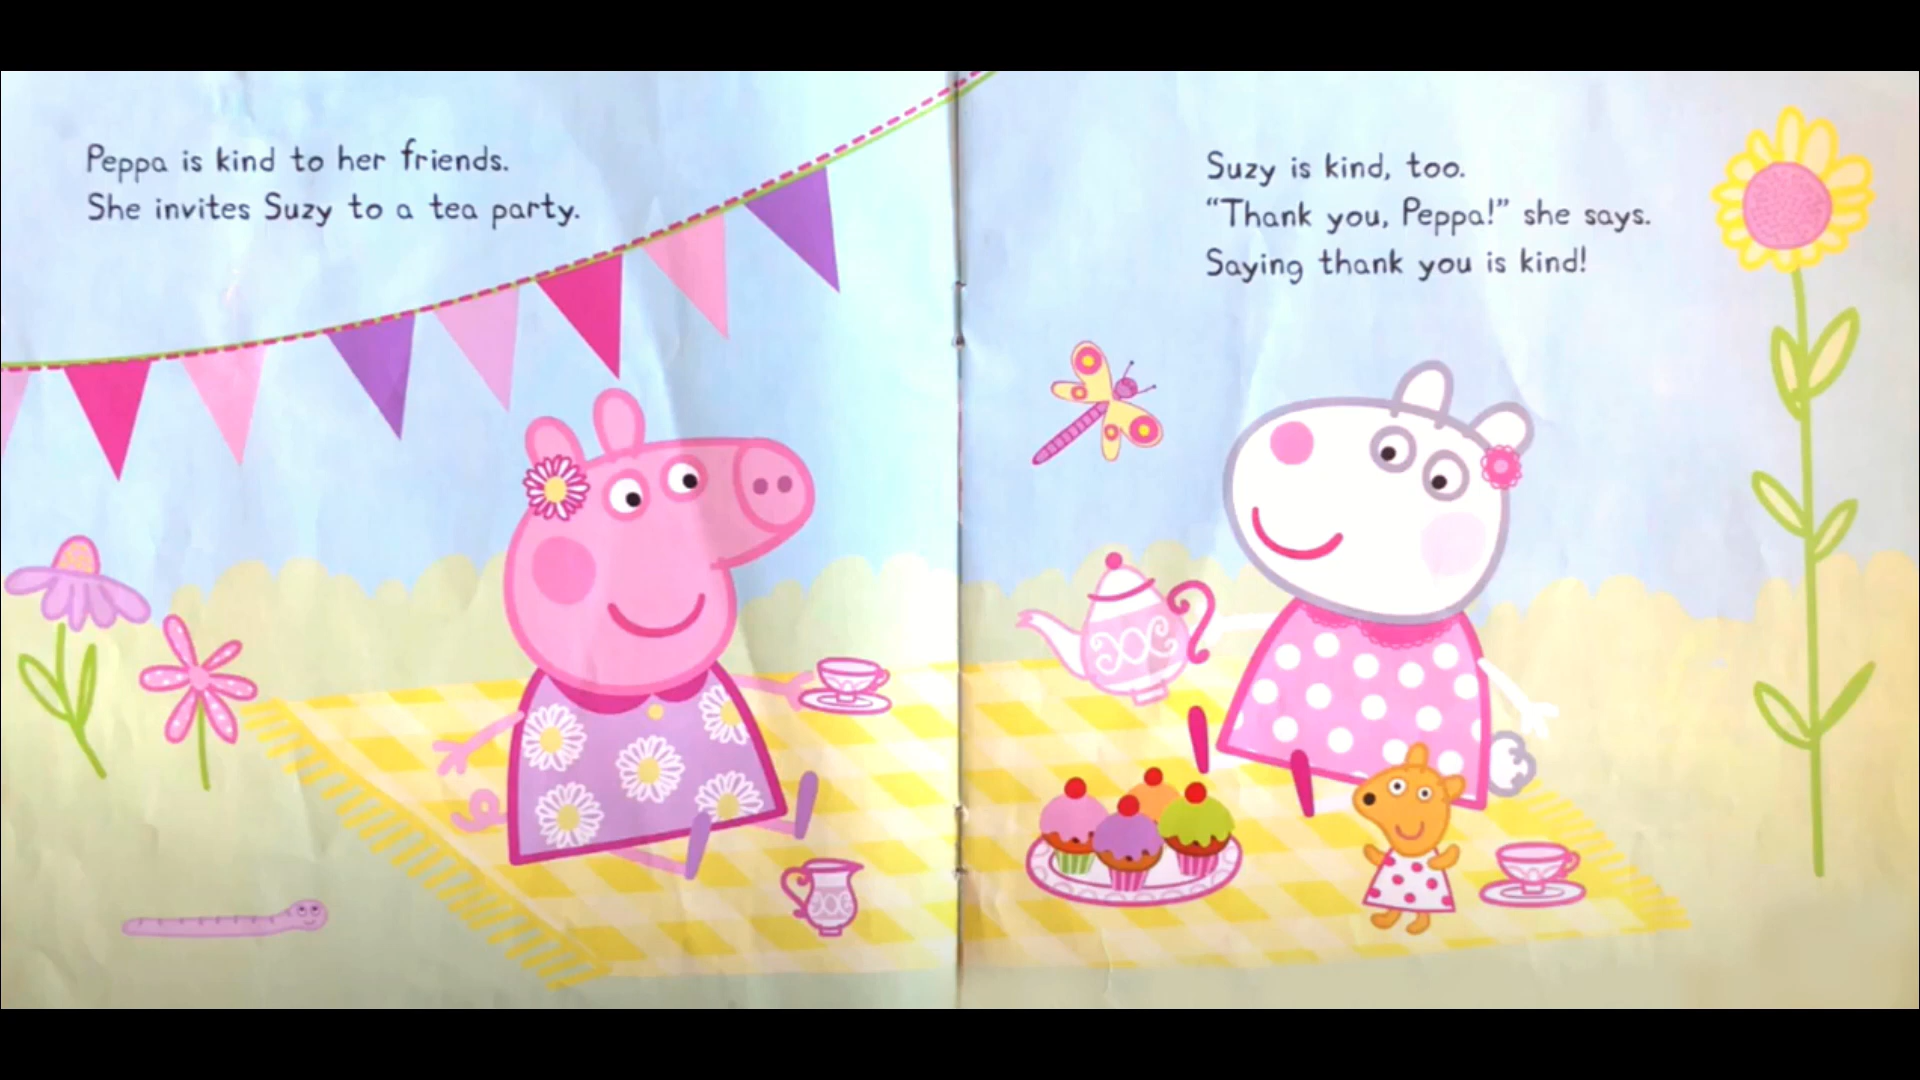 Peppa is kind to her friends.
She invites Suzy to a tea party.
Suzy is kind, too.
“Thank you, Peppa!” she says.
Saying thank you is kind!